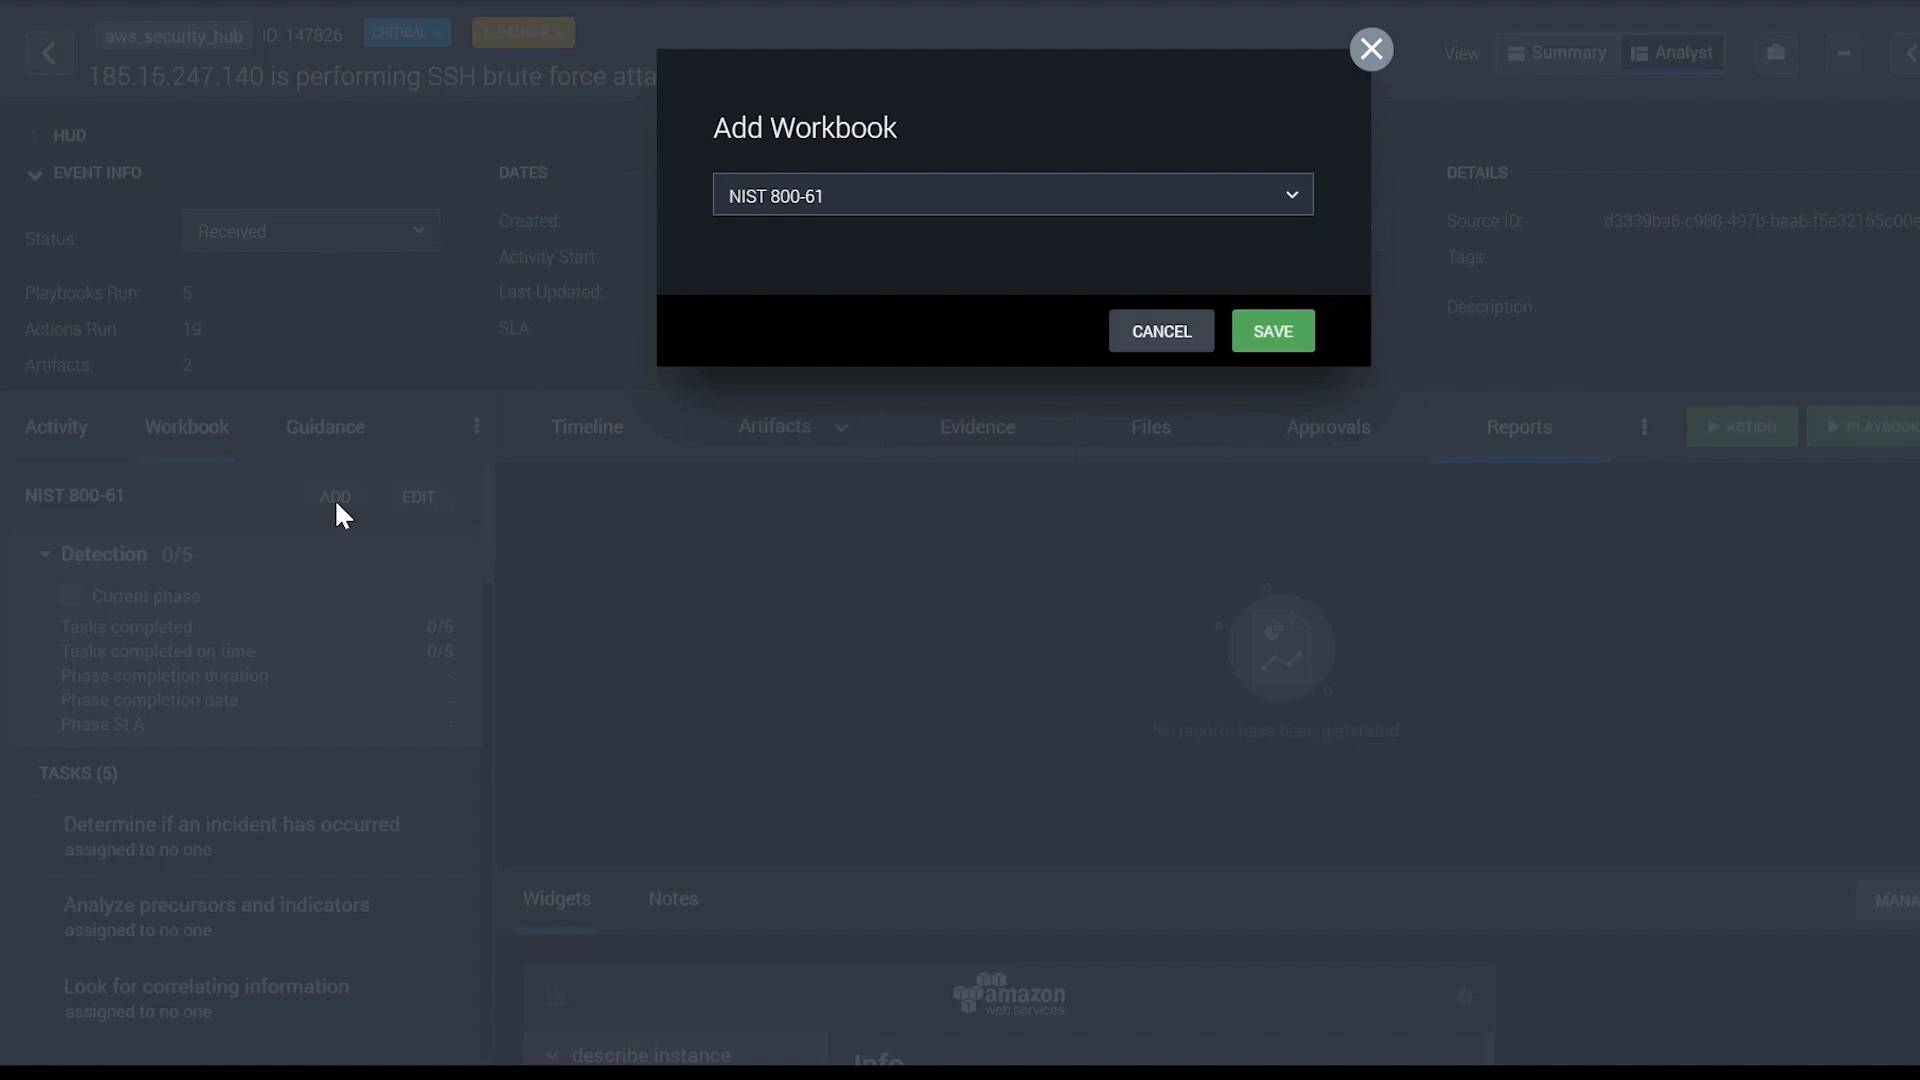 aws_security_hub ID: 147826 CRITICAL
185.15.247.140 is performing SSH brute force atta
View Summary Analyst
Add Workbook
NIST 800-61
CANCEL SAVE
HUD
EVENT INFO
Status: Received
Playbooks Run: 5
Actions Run: 19
Artifacts: 2
DATES
Created:
Activity Start:
Last Updated:
SLA:
DETAILS
Source ID: d3339ba6-c988-497b-baa6-f5e32155c00e
Tags:
Description:
Activity Workbook Guidance
Timeline Artifacts Evidence Files Approvals Reports ACTION PLAYBOOK
NIST 800-61 ADD EDIT
Detection 0/5
Current phase
Tasks completed 0/5
Tasks completed on time 0/5
Phase completion duration -
Phase completion date -
Phase SLA -
TASKS (5)
Determine if an incident has occurred
assigned to no one
Analyze precursors and indicators
assigned to no one
Look for correlating information
assigned to no one
No reports have been generated
Widgets Notes MANA
amazon
web services
describe instance
Info